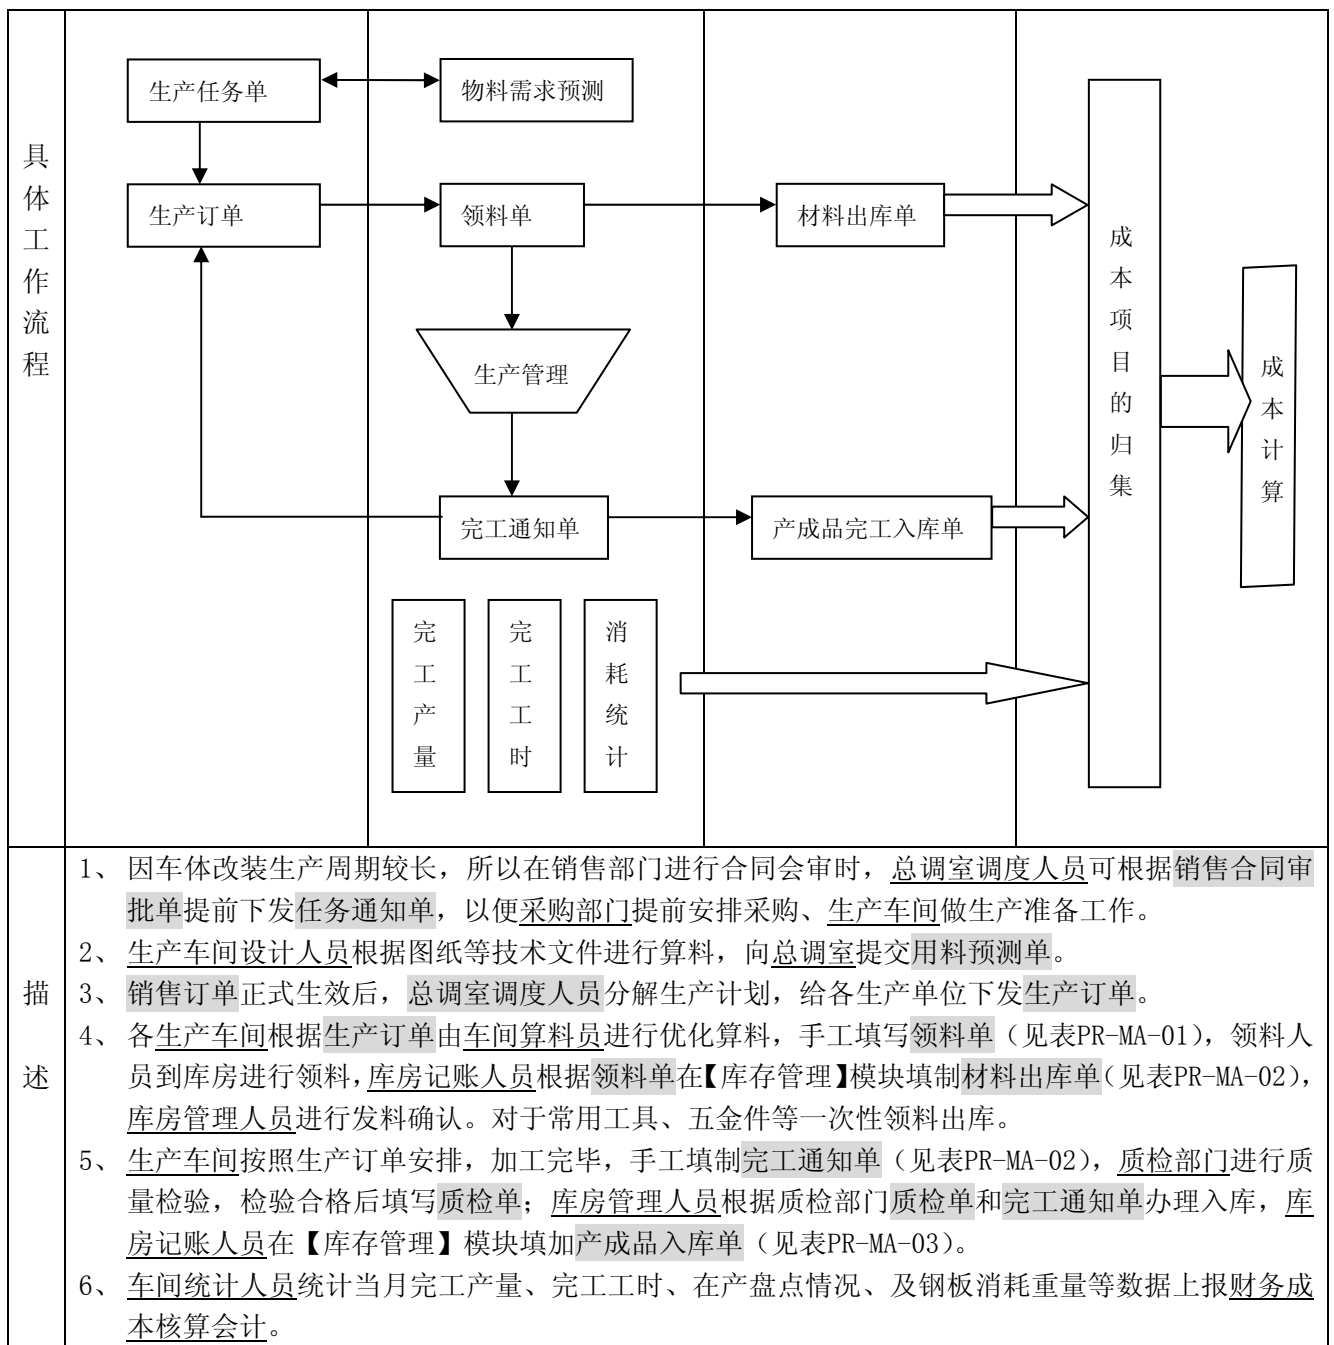 具体工作流程
生产任务单
物料需求预测
生产订单
领料单
材料出库单
生产管理
完工通知单
产成品完工入库单
完工产量
完工工时
消耗统计
成本项目的归集
成本计算
描述
1、因车体改装生产周期较长，所以在销售部门进行合同会审时，总调室调度人员可根据销售合同审
批单提前下发任务通知单，以便采购部门提前安排采购、生产车间做生产准备工作。
2、生产车间设计人员根据图纸等技术文件进行算料，向总调室提交用料预测单。
3、销售订单正式生效后，总调室调度人员分解生产计划，给各生产单位下发生产订单。
4、各生产车间根据生产订单由车间算料员进行优化算料，手工填写领料单（见表PR-MA-01），领料人
员到库房进行领料，库房记账人员根据领料单在【库存管理】模块填制材料出库单（见表PR-MA-02），
库房管理人员进行发料确认。对于常用工具、五金件等一次性领料出库。
5、生产车间按照生产订单安排，加工完毕，手工填制完工通知单（见表PR-MA-02），质检部门进行质
量检验，检验合格后填写质检单；库房管理人员根据质检部门质检单和完工通知单办理入库，库
房记账人员在【库存管理】模块填加产成品入库单（见表PR-MA-03）。
6、车间统计人员统计当月完工产量、完工工时、在产盘点情况、及钢板消耗重量等数据上报财务成
本核算会计。